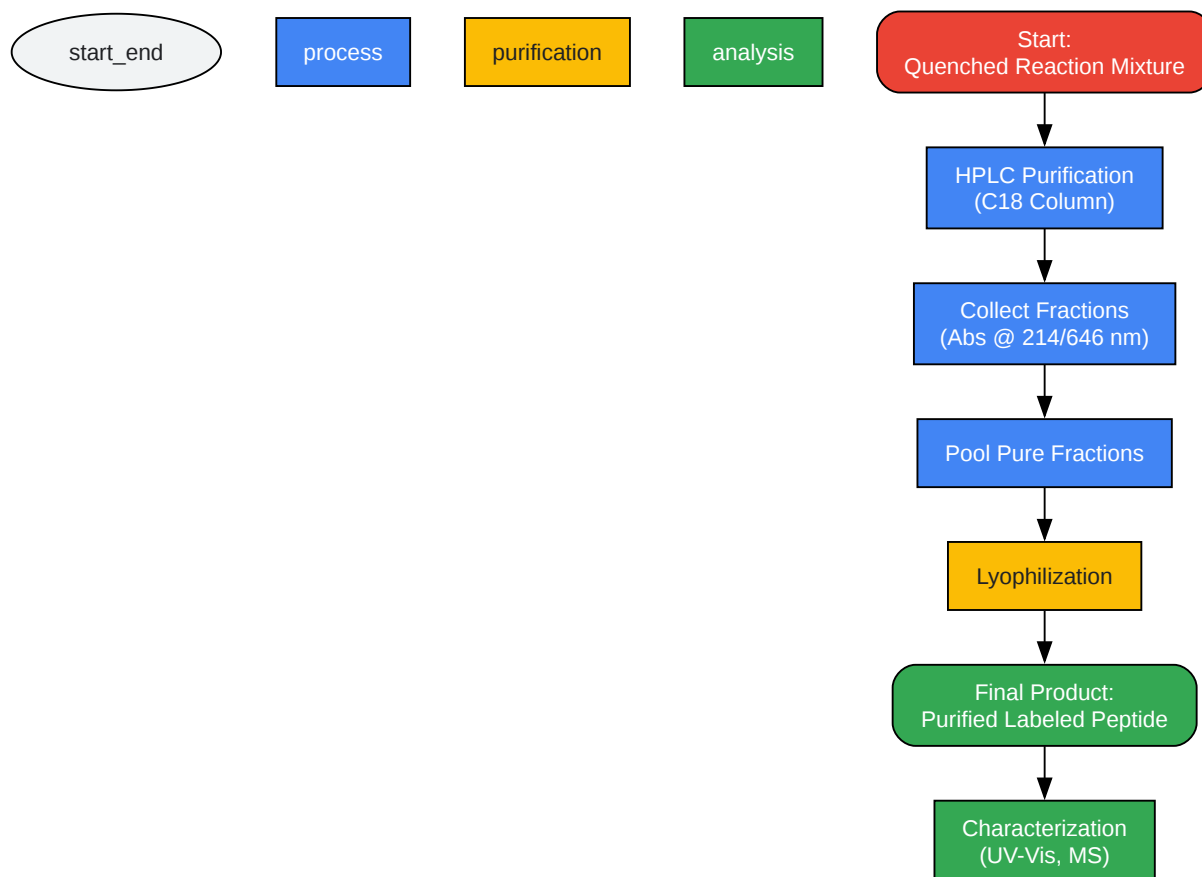 start_end
process
purification
analysis
Start:
Quenched Reaction Mixture
HPLC Purification
(C18 Column)
Collect Fractions
(Abs @ 214/646 nm)
Pool Pure Fractions
Lyophilization
Final Product:
Purified Labeled Peptide
Characterization
(UV-Vis, MS)